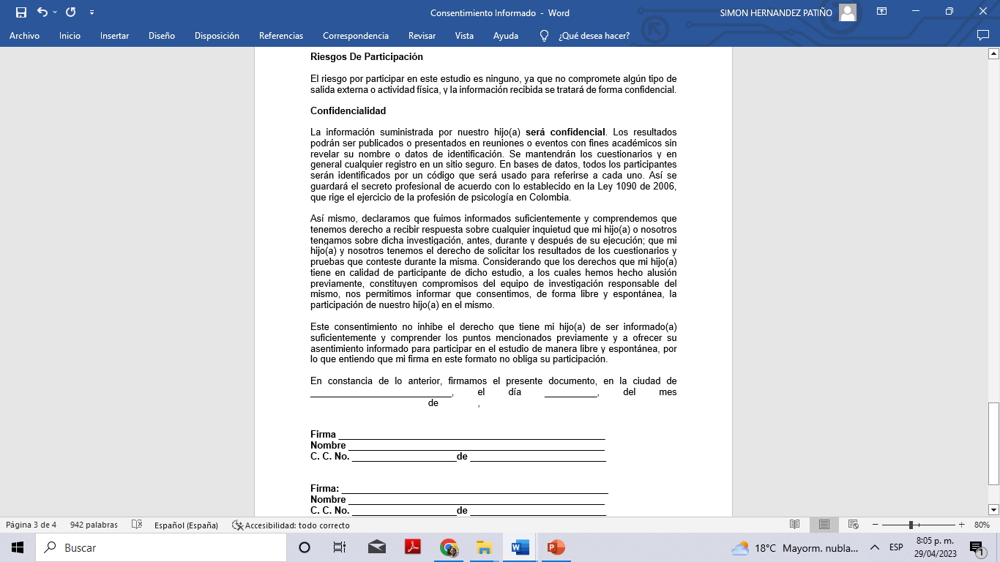 Consentimiento Informado - Word
SIMON HERNANDEZ PATIÑO
Archivo Inicio Insertar Diseño Disposición Referencias Correspondencia Revisar Vista Ayuda ¿Qué desea hacer?
Riesgos De Participación
El riesgo por participar en este estudio es ninguno, ya que no compromete algún tipo de
salida externa o actividad física, y la información recibida se tratará de forma confidencial.
Confidencialidad
La información suministrada por nuestro hijo(a) será confidencial. Los resultados
podrán ser publicados o presentados en reuniones o eventos con fines académicos sin
revelar su nombre o datos de identificación. Se mantendrán los cuestionarios y en
general cualquier registro en un sitio seguro. En bases de datos, todos los participantes
serán identificados por un código que será usado para referirse a cada uno. Así se
guardará el secreto profesional de acuerdo con lo establecido en la Ley 1090 de 2006,
que rige el ejercicio de la profesión de psicología en Colombia.
Así mismo, declaramos que fuimos informados suficientemente y comprendemos que
tenemos derecho a recibir respuesta sobre cualquier inquietud que mi hijo(a) o nosotros
tengamos sobre dicha investigación, antes, durante y después de su ejecución; que mi
hijo(a) y nosotros tenemos el derecho de solicitar los resultados de los cuestionarios y
pruebas que conteste durante la misma. Considerando que los derechos que mi hijo(a)
tiene en calidad de participante de dicho estudio, a los cuales hemos hecho alusión
previamente, constituyen compromisos del equipo de investigación responsable del
mismo, nos permitimos informar que consentimos, de forma libre y espontánea, la
participación de nuestro hijo(a) en el mismo.
Este consentimiento no inhibe el derecho que tiene mi hijo(a) de ser informado(a)
suficientemente y comprender los puntos mencionados previamente y a ofrecer su
asentimiento informado para participar en el estudio de manera libre y espontánea, por
lo que entiendo que mi firma en este formato no obliga su participación.
En constancia de lo anterior, firmamos el presente documento, en la ciudad de
___________________________, el día __________, del mes
de ,
Firma ___________________________________________________
Nombre _________________________________________________
C. C. No. ____________________de __________________________
Firma: ___________________________________________________
Nombre _________________________________________________
C. C. No. ____________________de __________________________
Página 3 de 4 942 palabras Español (España) Accesibilidad: todo correcto 80%
Buscar
18°C Mayorm. nubla... ESP 8:05 p. m.
29/04/2023
1